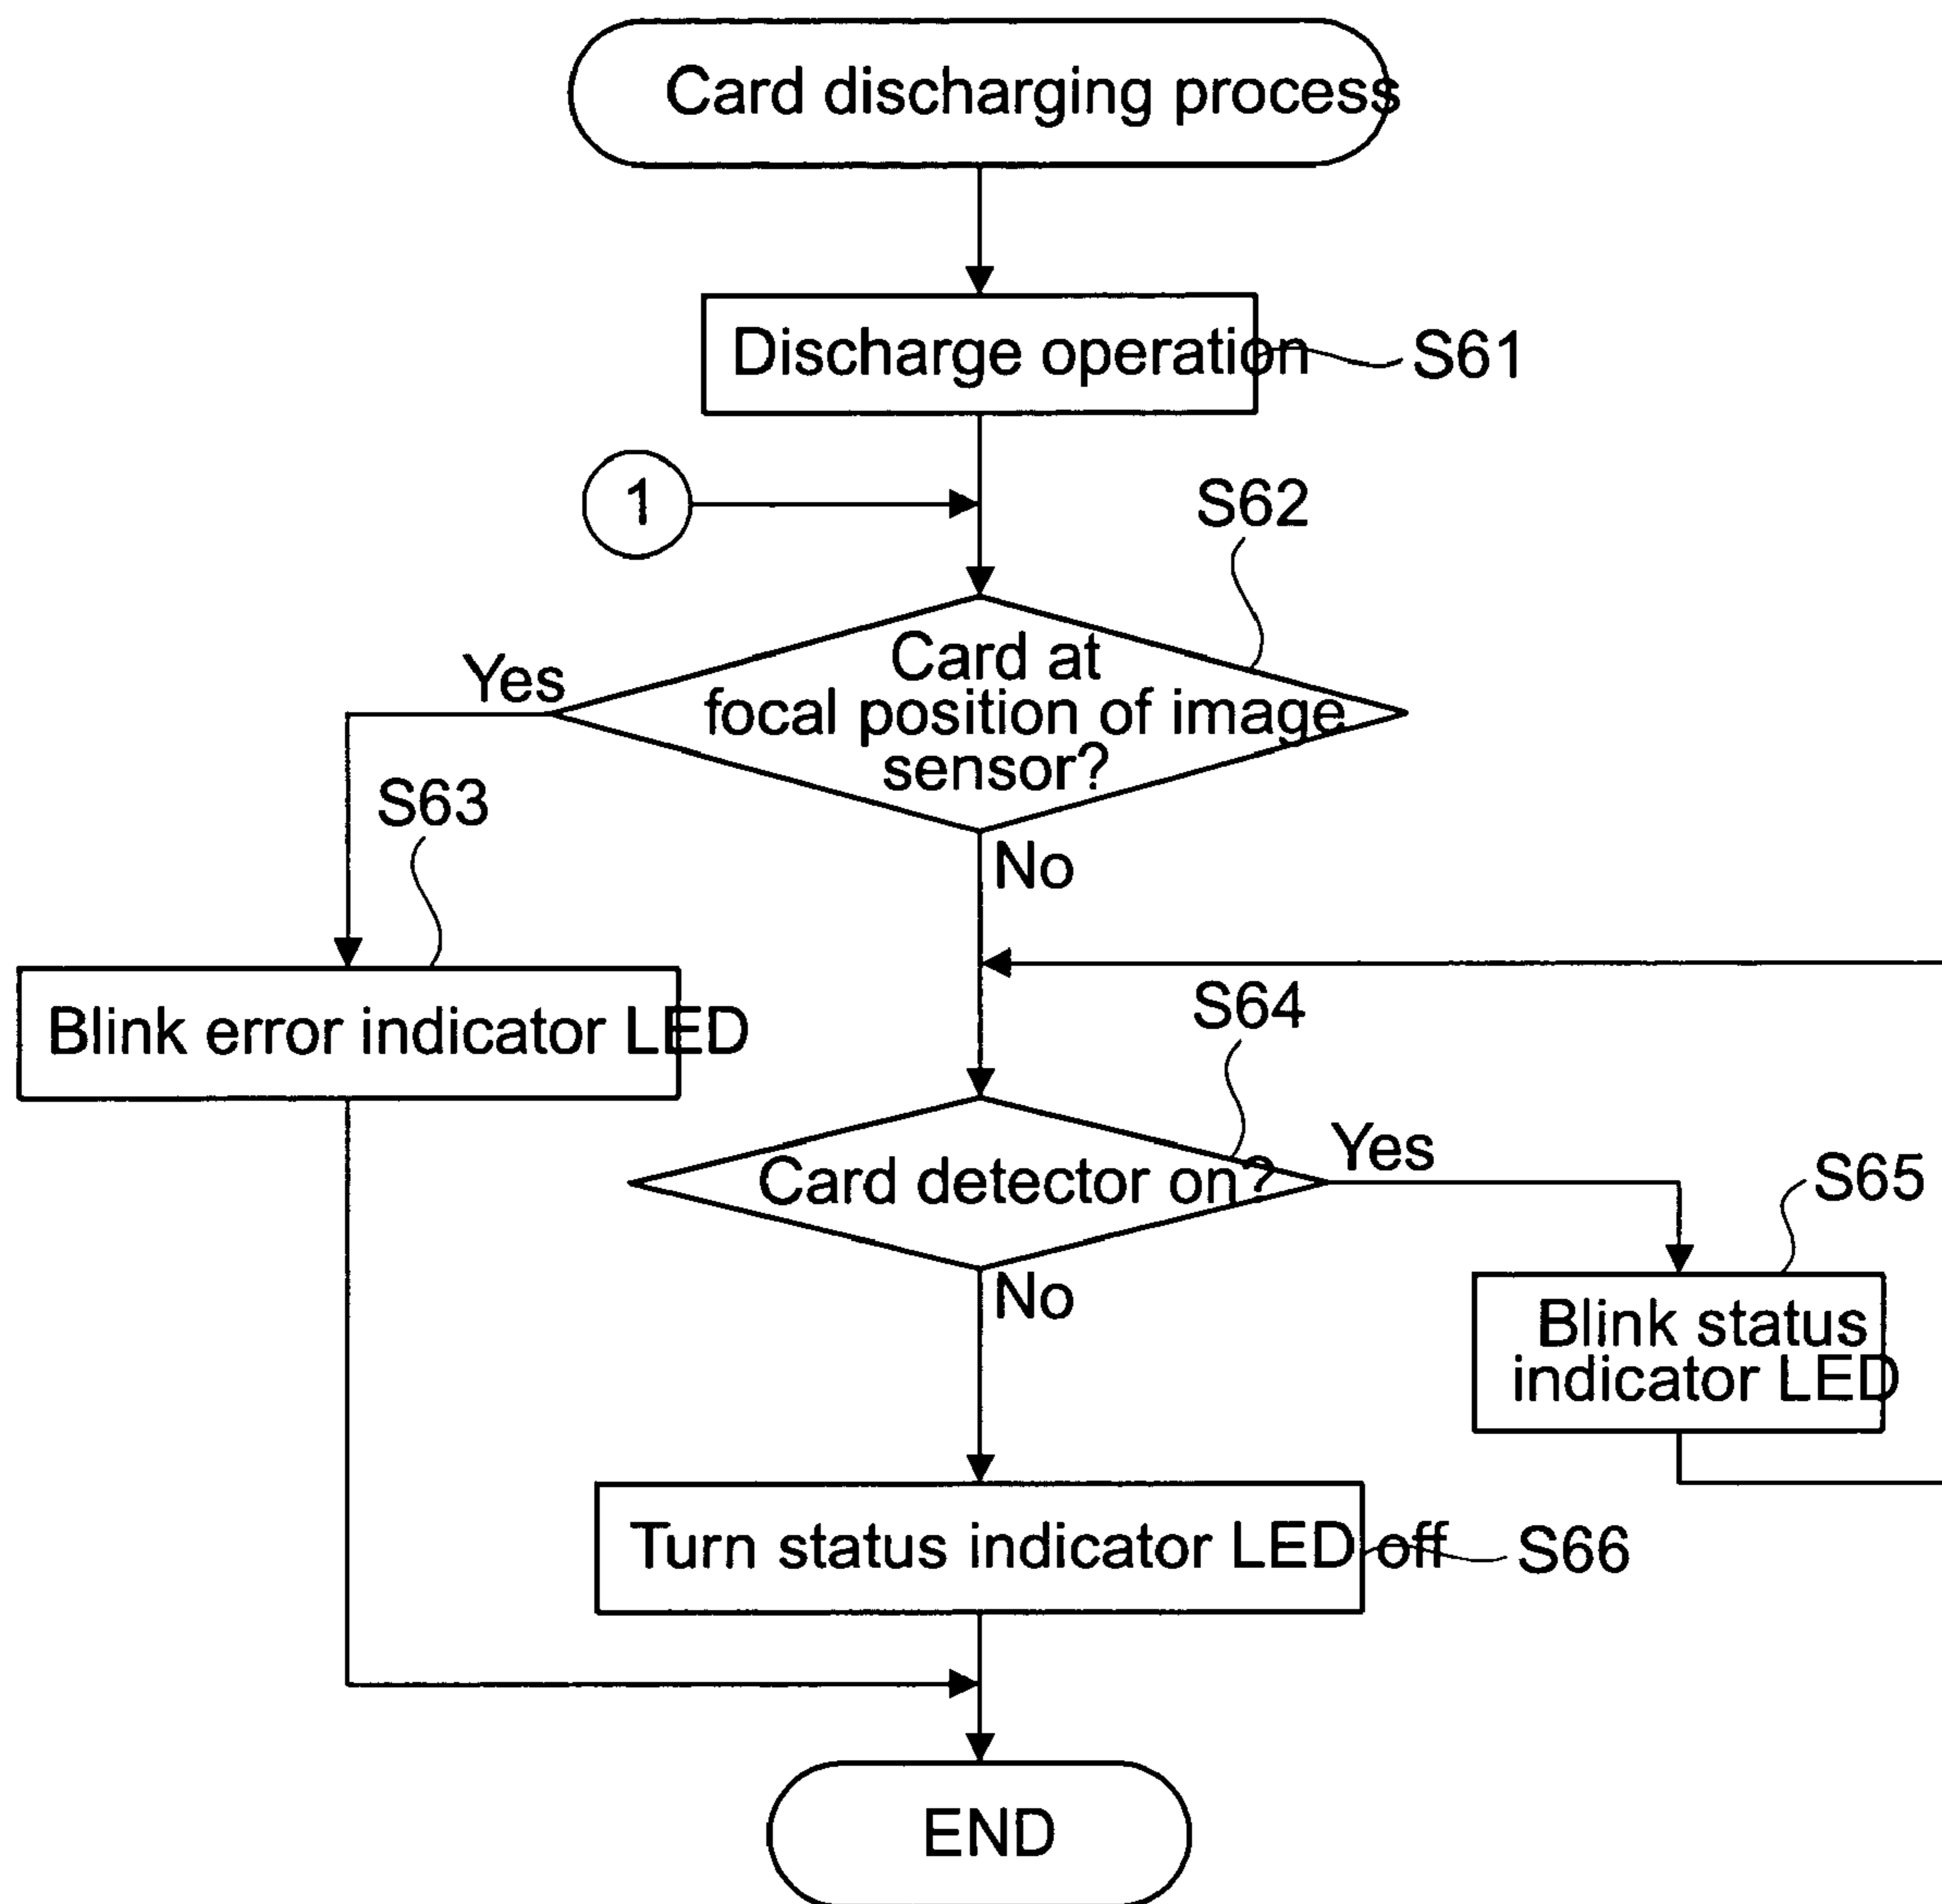 Card discharging process
Discharge operation
S61
1
S62
Card at
focal position of image
sensor?
Yes
No
S63
Blink error indicator LED
S64
Card detector on?
Yes
No
S65
Blink status
indicator LED
Turn status indicator LED off
S66
END